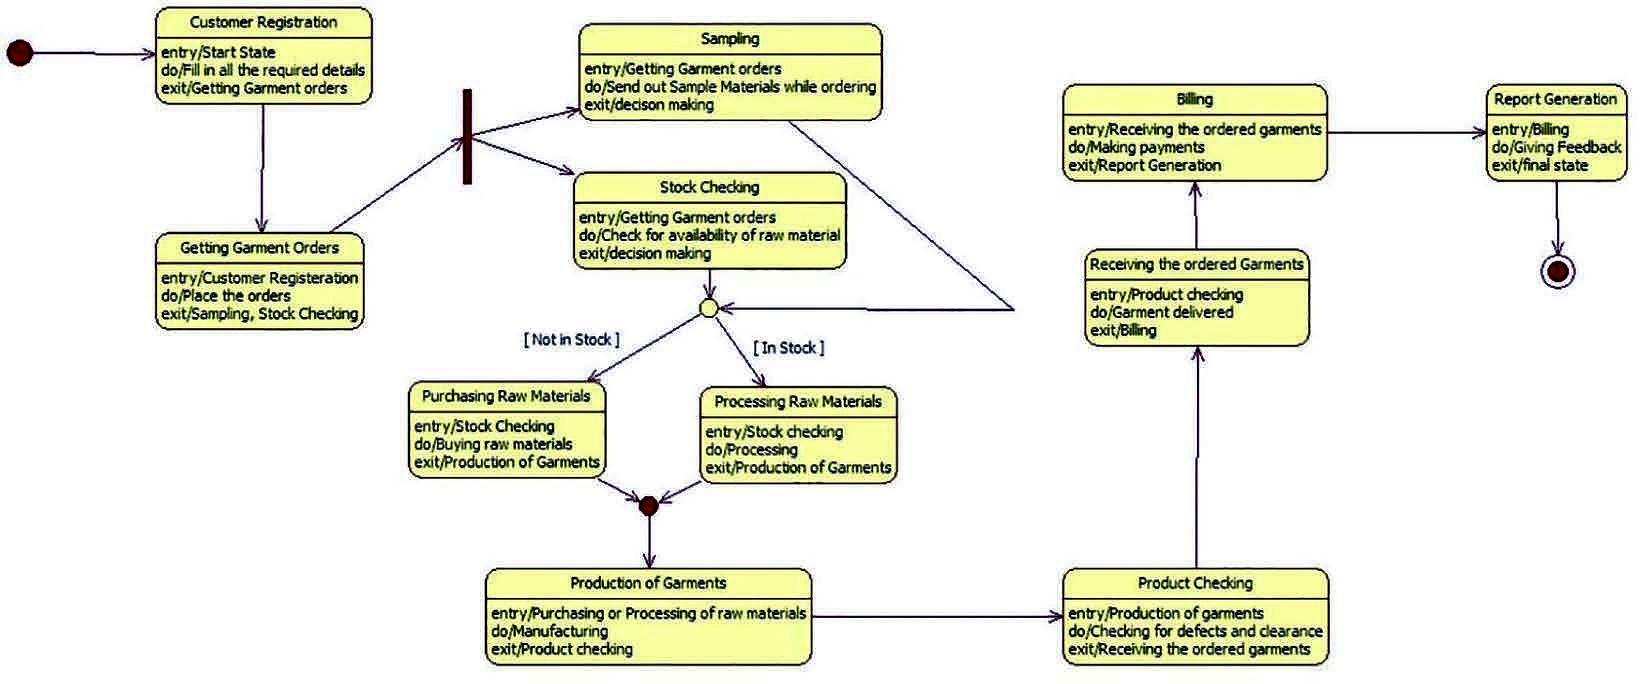 Customer Registration
entry/Start State
do/Fill in all the required details
exit/Getting Garment orders
Getting Garment Orders
entry/Customer Registeration
do/Place the orders
exit/Sampling, Stock Checking
Sampling
entry/Getting Garment orders
do/Send out Sample Materials while ordering
exit/decison making
Stock Checking
entry/Getting Garment orders
do/Check for availability of raw material
exit/decision making
[ Not in Stock ]
[ In Stock ]
Purchasing Raw Materials
entry/Stock Checking
do/Buying raw materials
exit/Production of Garments
Processing Raw Materials
entry/Stock checking
do/Processing
exit/Production of Garments
Production of Garments
entry/Purchasing or Processing of raw materials
do/Manufacturing
exit/Product checking
Product Checking
entry/Production of garments
do/Checking for defects and clearance
exit/Receiving the ordered garments
Receiving the ordered Garments
entry/Product checking
do/Garment delivered
exit/Billing
Billing
entry/Receiving the ordered garments
do/Making payments
exit/Report Generation
Report Generation
entry/Billing
do/Giving Feedback
exit/final state